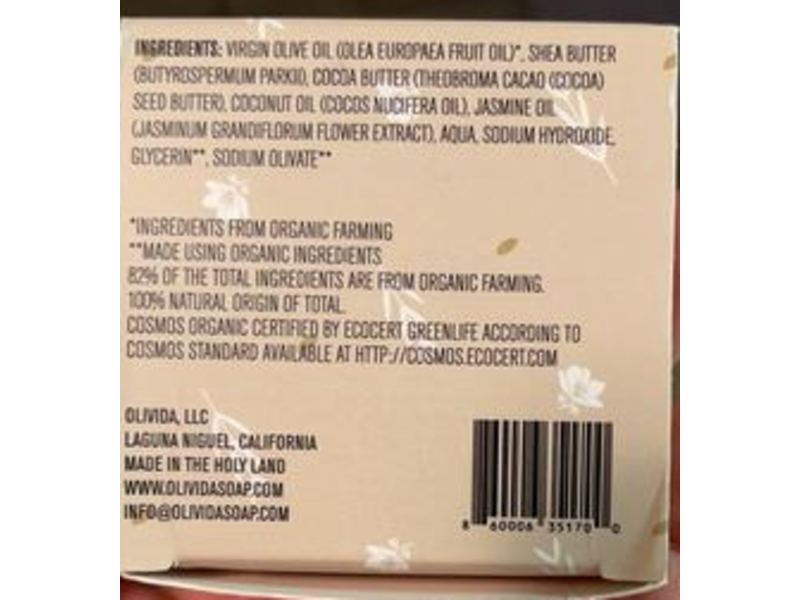 INGREDIENTS: VIRGIN OLIVE OIL (OLEA EUROPAEA FRUIT OIL)*, SHEA BUTTER
(BUTYROSPERMUM PARKII), COCOA BUTTER (THEOBROMA CACAO (COCOA)
SEED BUTTER), COCONUT OIL (COCOS NUCIFERA OIL), JASMINE OIL
(JASMINUM GRANDIFLORUM FLOWER EXTRACT), AQUA, SODIUM HYDROXIDE,
GLYCERIN**, SODIUM OLIVATE**
*INGREDIENTS FROM ORGANIC FARMING
**MADE USING ORGANIC INGREDIENTS
82% OF THE TOTAL INGREDIENTS ARE FROM ORGANIC FARMING.
100% NATURAL ORIGIN OF TOTAL.
COSMOS ORGANIC CERTIFIED BY ECOCERT GREENLIFE ACCORDING TO
COSMOS STANDARD AVAILABLE AT HTTP://COSMOS.ECOCERT.COM
OLIVIDA, LLC
LAGUNA NIGUEL, CALIFORNIA
MADE IN THE HOLY LAND
WWW.OLIVIDASOAP.COM
INFO@OLIVIDASOAP.COM
8 60006 35170 0